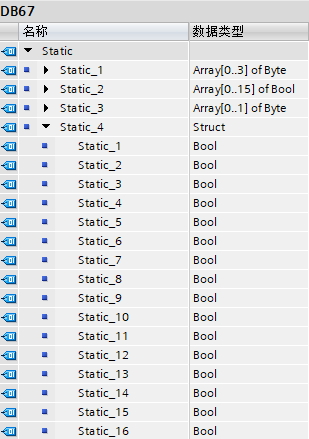 DB67
名称 数据类型
Static
Static_1 Array[0..3] of Byte
Static_2 Array[0..15] of Bool
Static_3 Array[0..1] of Byte
Static_4 Struct
Static_1 Bool
Static_2 Bool
Static_3 Bool
Static_4 Bool
Static_5 Bool
Static_6 Bool
Static_7 Bool
Static_8 Bool
Static_9 Bool
Static_10 Bool
Static_11 Bool
Static_12 Bool
Static_13 Bool
Static_14 Bool
Static_15 Bool
Static_16 Bool